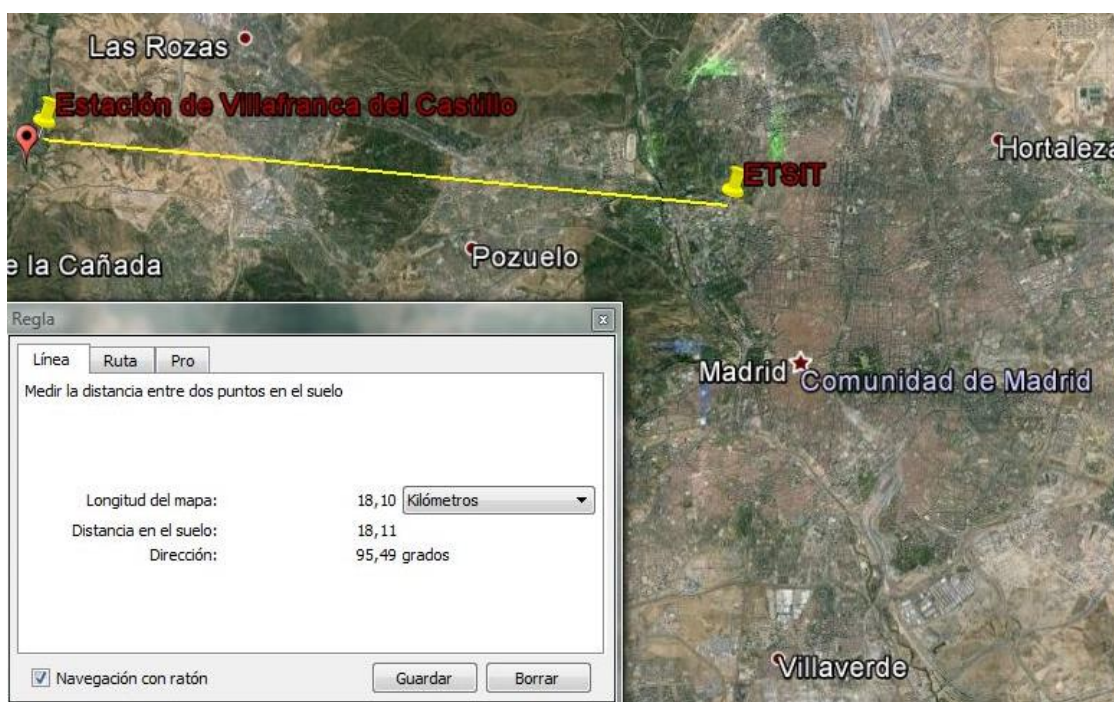 Las Rozas
Estación de Villafranca del Castillo
Hortaleza
ETSIT
Pozuelo
e la Cañada
Madrid
Comunidad de Madrid
Villaverde
Regla
Línea Ruta Pro
Medir la distancia entre dos puntos en el suelo
Longitud del mapa: 18,10 Kilómetros
Distancia en el suelo: 18,11
Dirección: 95,49 grados
Navegación con ratón Guardar Borrar